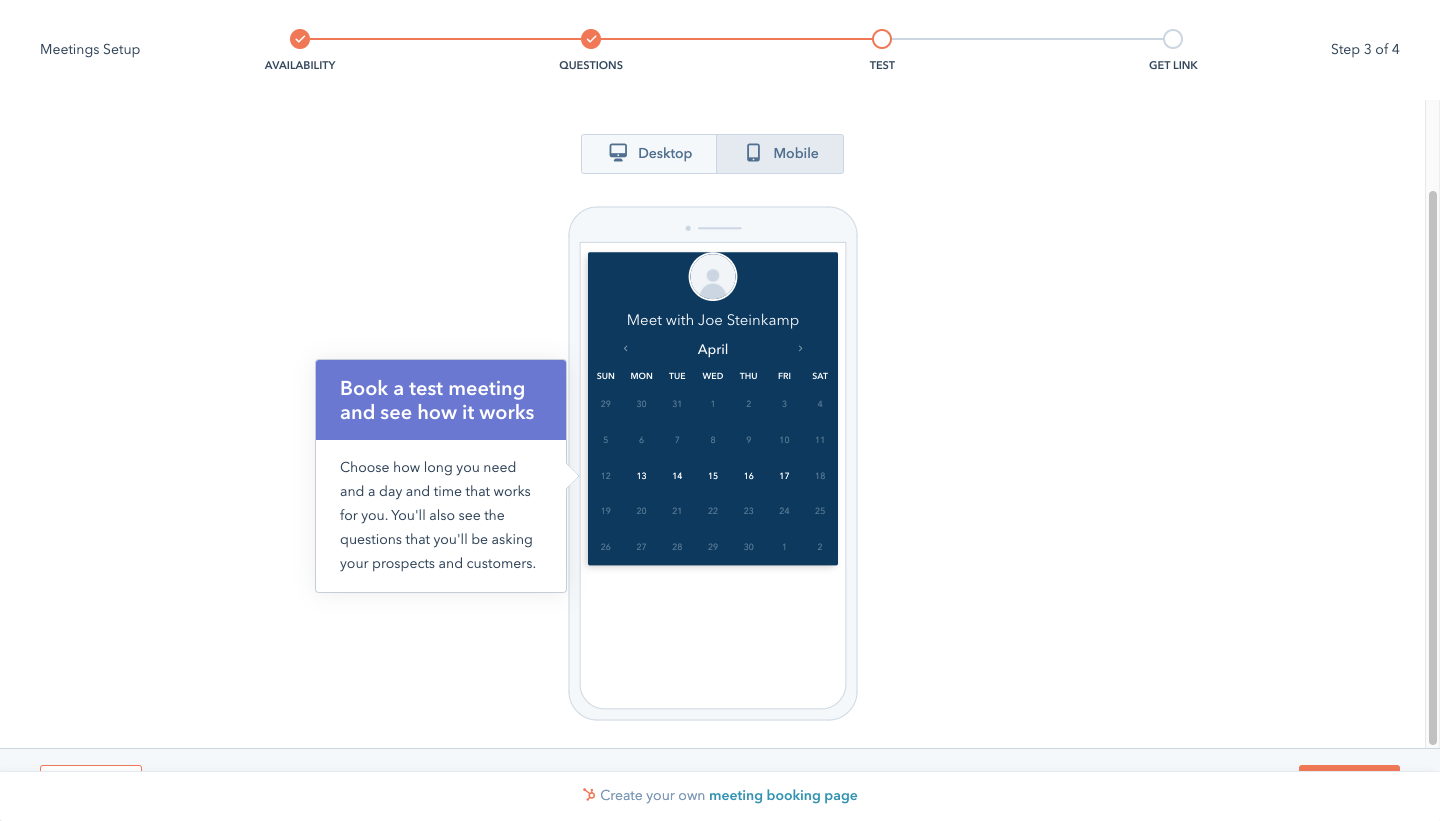 Meetings Setup
AVAILABILITY
QUESTIONS
TEST
GET LINK
Step 3 of 4
Desktop
Mobile
Meet with Joe Steinkamp
April
SUN MON TUE WED THU FRI SAT
29 30 31 1 2 3 4
5 6 7 8 9 10 11
12 13 14 15 16 17 18
19 20 21 22 23 24 25
26 27 28 29 30 1 2
Book a test meeting
and see how it works
Choose how long you need
and a day and time that works
for you. You'll also see the
questions that you'll be asking
your prospects and customers.
Create your own meeting booking page